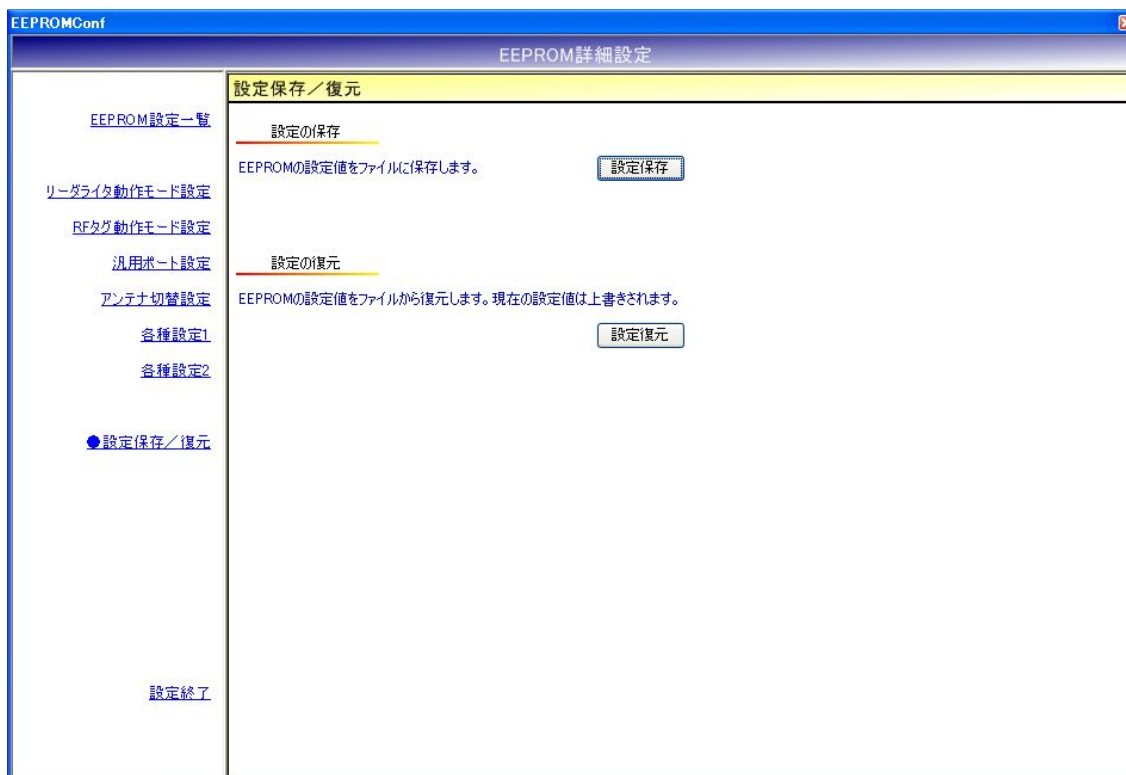 EEPROMConf
EEPROM詳細設定
EEPROM設定一覧
リーダライタ動作モード設定
RFタグ動作モード設定
汎用ポート設定
アンテナ切替設定
各種設定1
各種設定2
●設定保存／復元
設定終了
設定保存／復元
設定の保存
EEPROMの設定値をファイルに保存します。
設定保存
設定の復元
EEPROMの設定値をファイルから復元します。現在の設定値は上書きされます。
設定復元